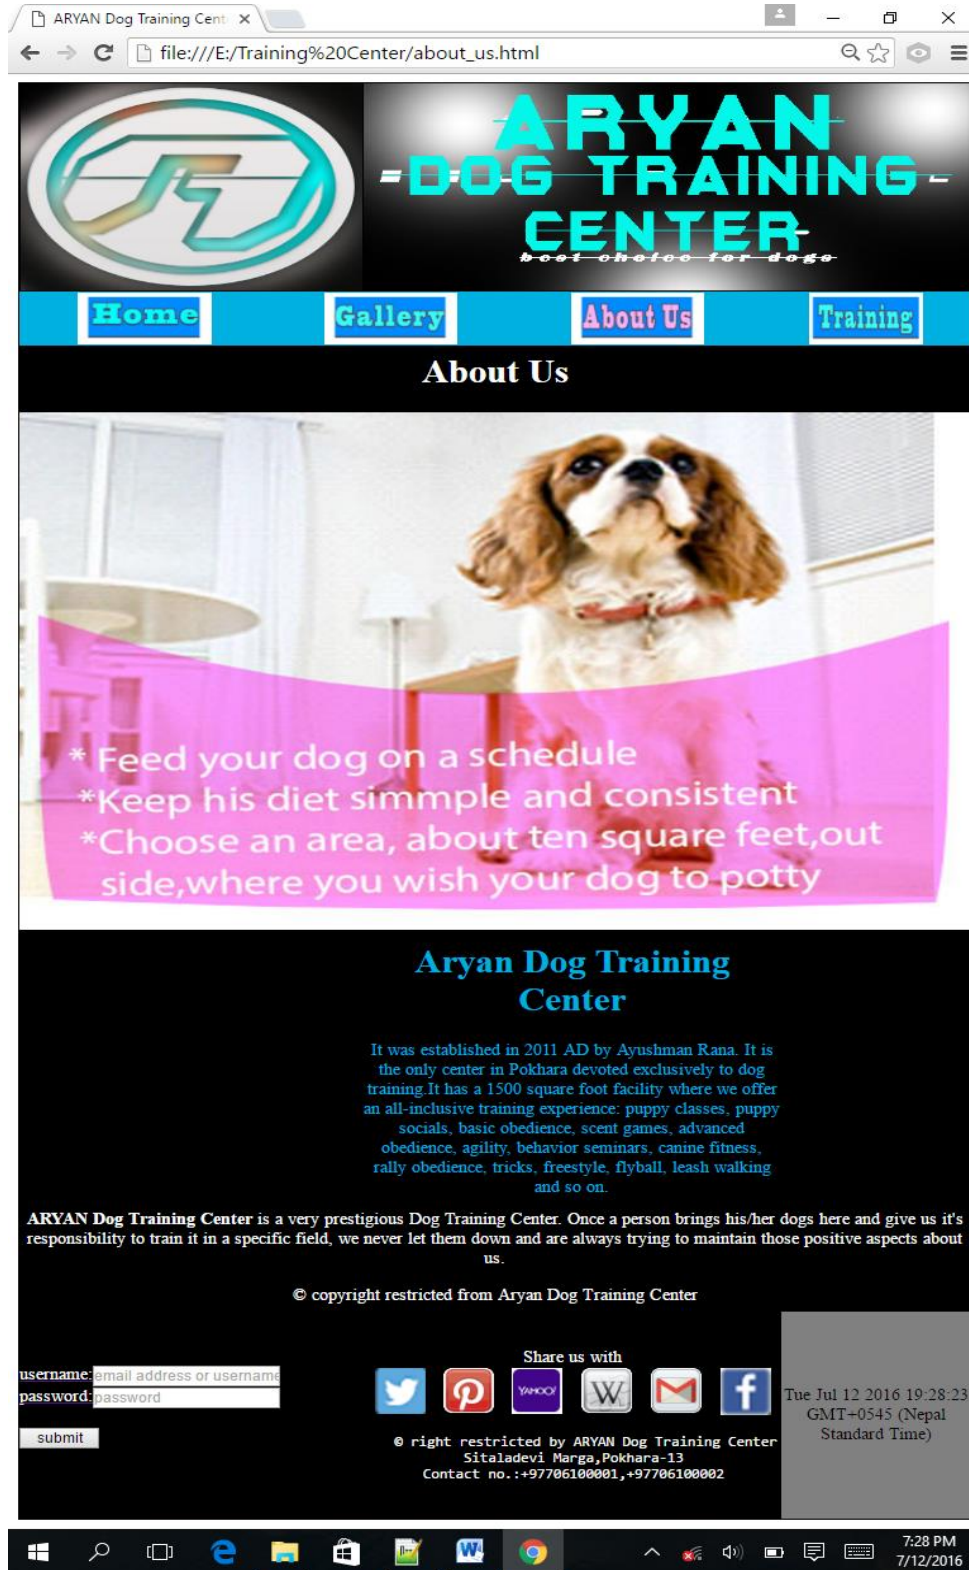 ARYAN Dog Training Cent
file:///E:/Training%20Center/about_us.html
ARYAN
DOG TRAINING
CENTER
best choice for dogs
Home Gallery About Us Training
About Us
* Feed your dog on a schedule
*Keep his diet simmmple and consistent
*Choose an area, about ten square feet,out
side,where you wish your dog to potty
Aryan Dog Training
Center
It was established in 2011 AD by Ayushman Rana. It is
the only center in Pokhara devoted exclusively to dog
training.It has a 1500 square foot facility where we offer
an all-inclusive training experience: puppy classes, puppy
socials, basic obedience, scent games, advanced
obedience, agility, behavior seminars, canine fitness,
rally obedience, tricks, freestyle, flyball, leash walking
and so on.
ARYAN Dog Training Center is a very prestigious Dog Training Center. Once a person brings his/her dogs here and give us it's
responsibility to train it in a specific field, we never let them down and are always trying to maintain those positive aspects about
us.
© copyright restricted from Aryan Dog Training Center
username:email address or username
password:password
submit
Share us with
YAHOO!
W
f
© right restricted by ARYAN Dog Training Center
Sitaladevi Marga,Pokhara-13
Contact no.:+97706100001,+97706100002
Tue Jul 12 2016 19:28:23
GMT+0545 (Nepal
Standard Time)
7:28 PM
7/12/2016